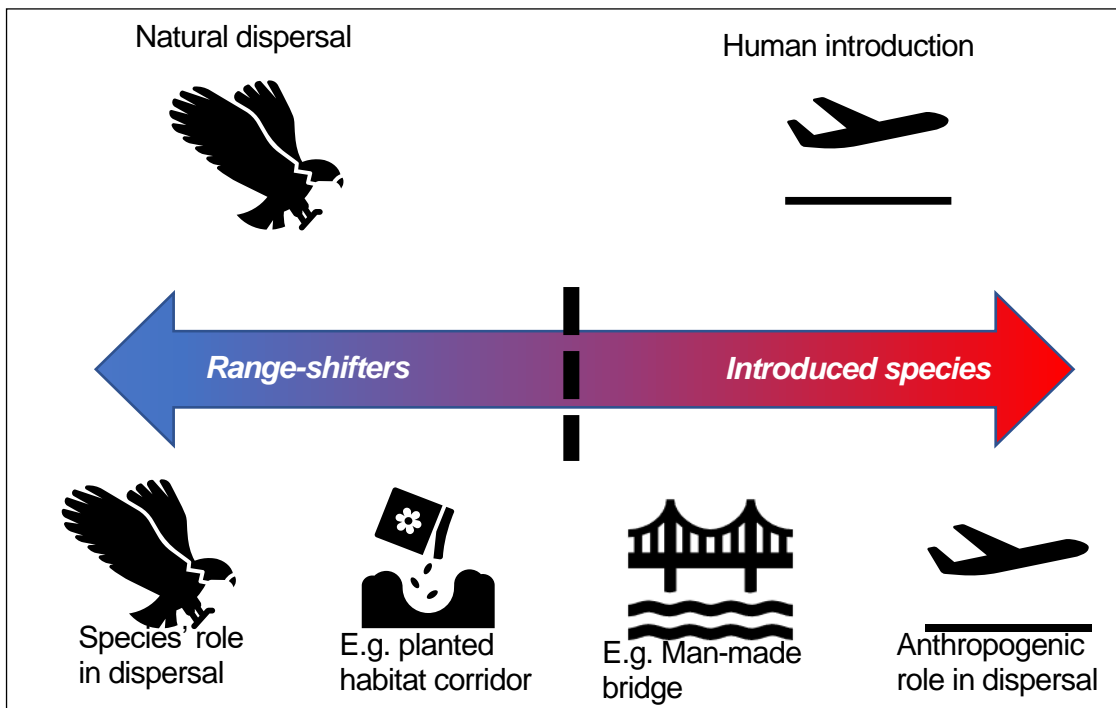 Natural dispersal
Human introduction
Range-shifters
Introduced species
Species' role
in dispersal
E.g. planted
habitat corridor
E.g. Man-made
bridge
Anthropogenic
role in dispersal